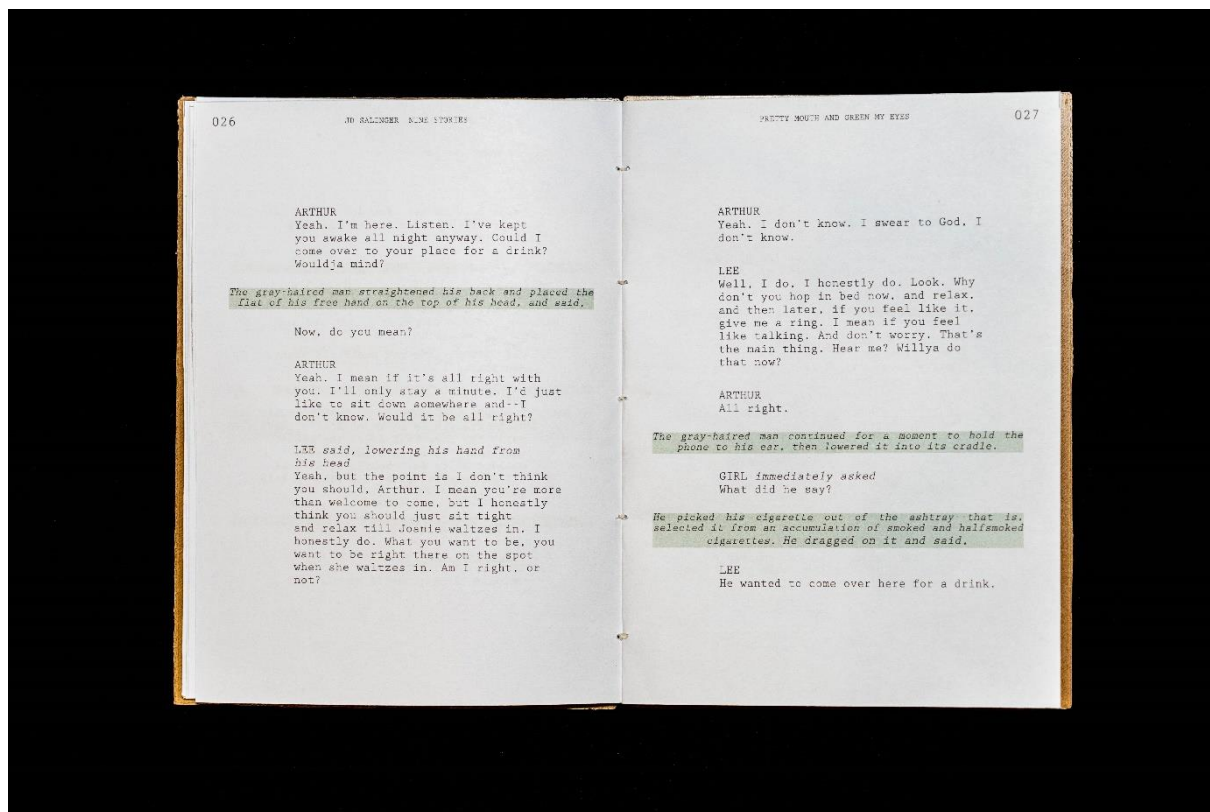 026
JD SALINGER NINE STORIES
ARTHUR
Yeah. I'm here. Listen. I've kept
you awake all night anyway. Could I
come over to your place for a drink?
Wouldja mind?
The gray-haired man straightened his back and placed the
flat of his free hand on the top of his head, and said,
Now, do you mean?
ARTHUR
Yeah. I mean if it's all right with
you. I'll only stay a minute. I'd just
like to sit down somewhere and--I
don't know. Would it be all right?
LEE said, lowering his hand from
his head
Yeah, but the point is I don't think
you should, Arthur. I mean you're more
than welcome to come, but I honestly
think you should just sit tight
and relax till Joanie waltzes in. I
honestly do. What you want to be, you
want to be right there on the spot
when she waltzes in. Am I right, or
not?
PRETTY MOUTH AND GREEN MY EYES
027
ARTHUR
Yeah. I don't know. I swear to God, I
don't know.
LEE
Well, I do, I honestly do. Look. Why
don't you hop in bed now, and relax,
and then later, if you feel like it,
give me a ring. I mean if you feel
like talking. And don't worry. That's
the main thing. Hear me? Willya do
that now?
ARTHUR
All right.
The gray-haired man continued for a moment to hold the
phone to his ear, then lowered it into its cradle.
GIRL immediately asked
What did he say?
He picked his cigarette out of the ashtray that is,
selected it from an accumulation of smoked and halfsmoked
cigarettes. He dragged on it and said,
LEE
He wanted to come over here for a drink.